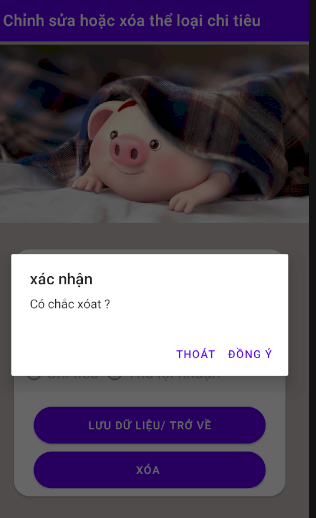 Chỉnh sửa hoặc xóa thể loại chi tiêu
xác nhận
Có chắc xóat ?
THOÁT ĐỒNG Ý
LƯU DỮ LIỆU/ TRỞ VỀ
XÓA